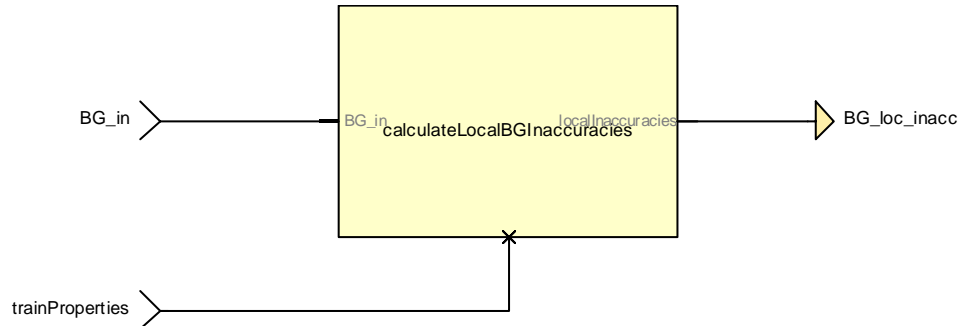 BG_in
BG_in
calculateLocalBGInaccuracies
localInaccuracies
BG_loc_inacc
trainProperties